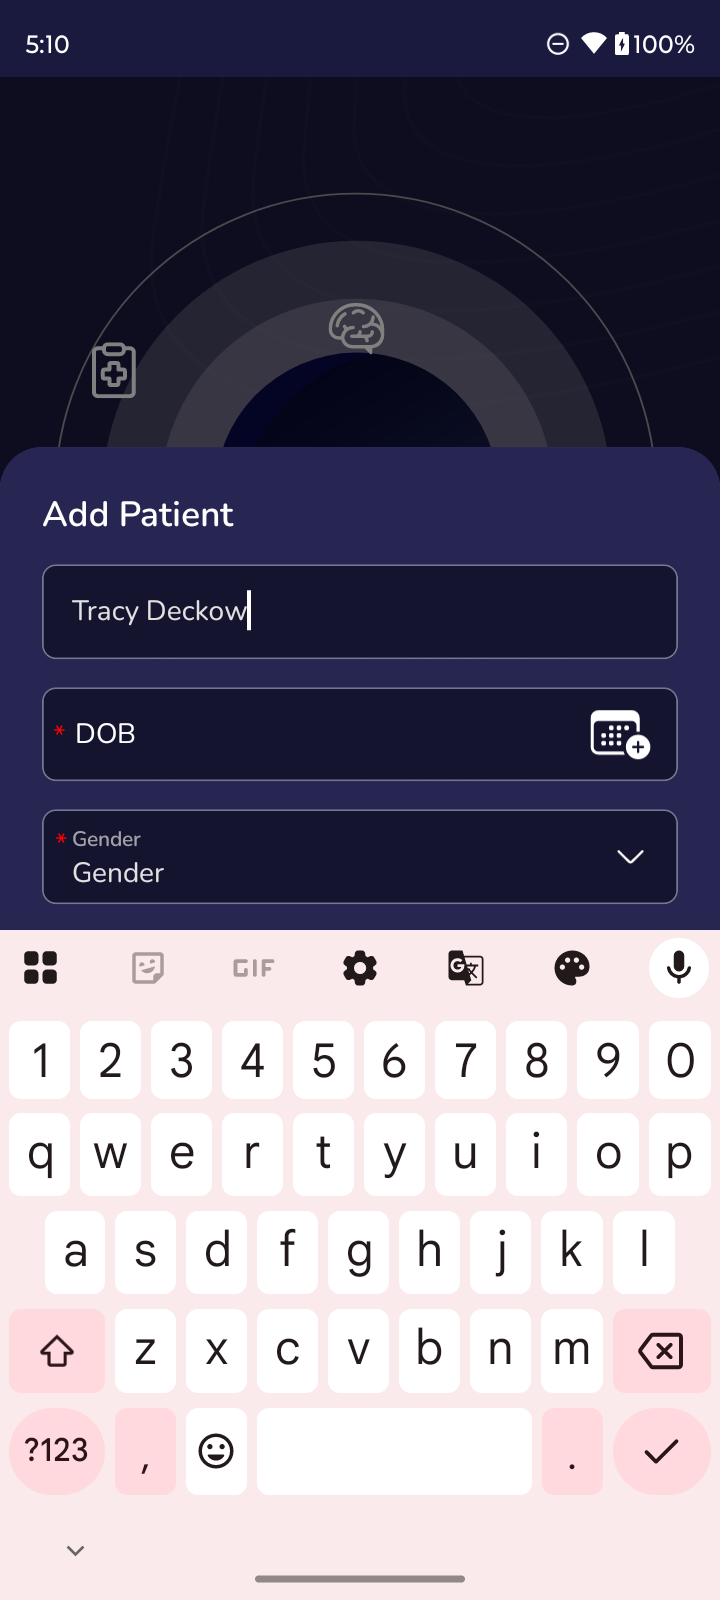 5:10
100%
Add Patient
Tracy Deckow
* DOB
* Gender
Gender
GIF
G
1 2 3 4 5 6 7 8 9 0
q w e r t y u i o p
a s d f g h j k l
z x c v b n m
?123 , .